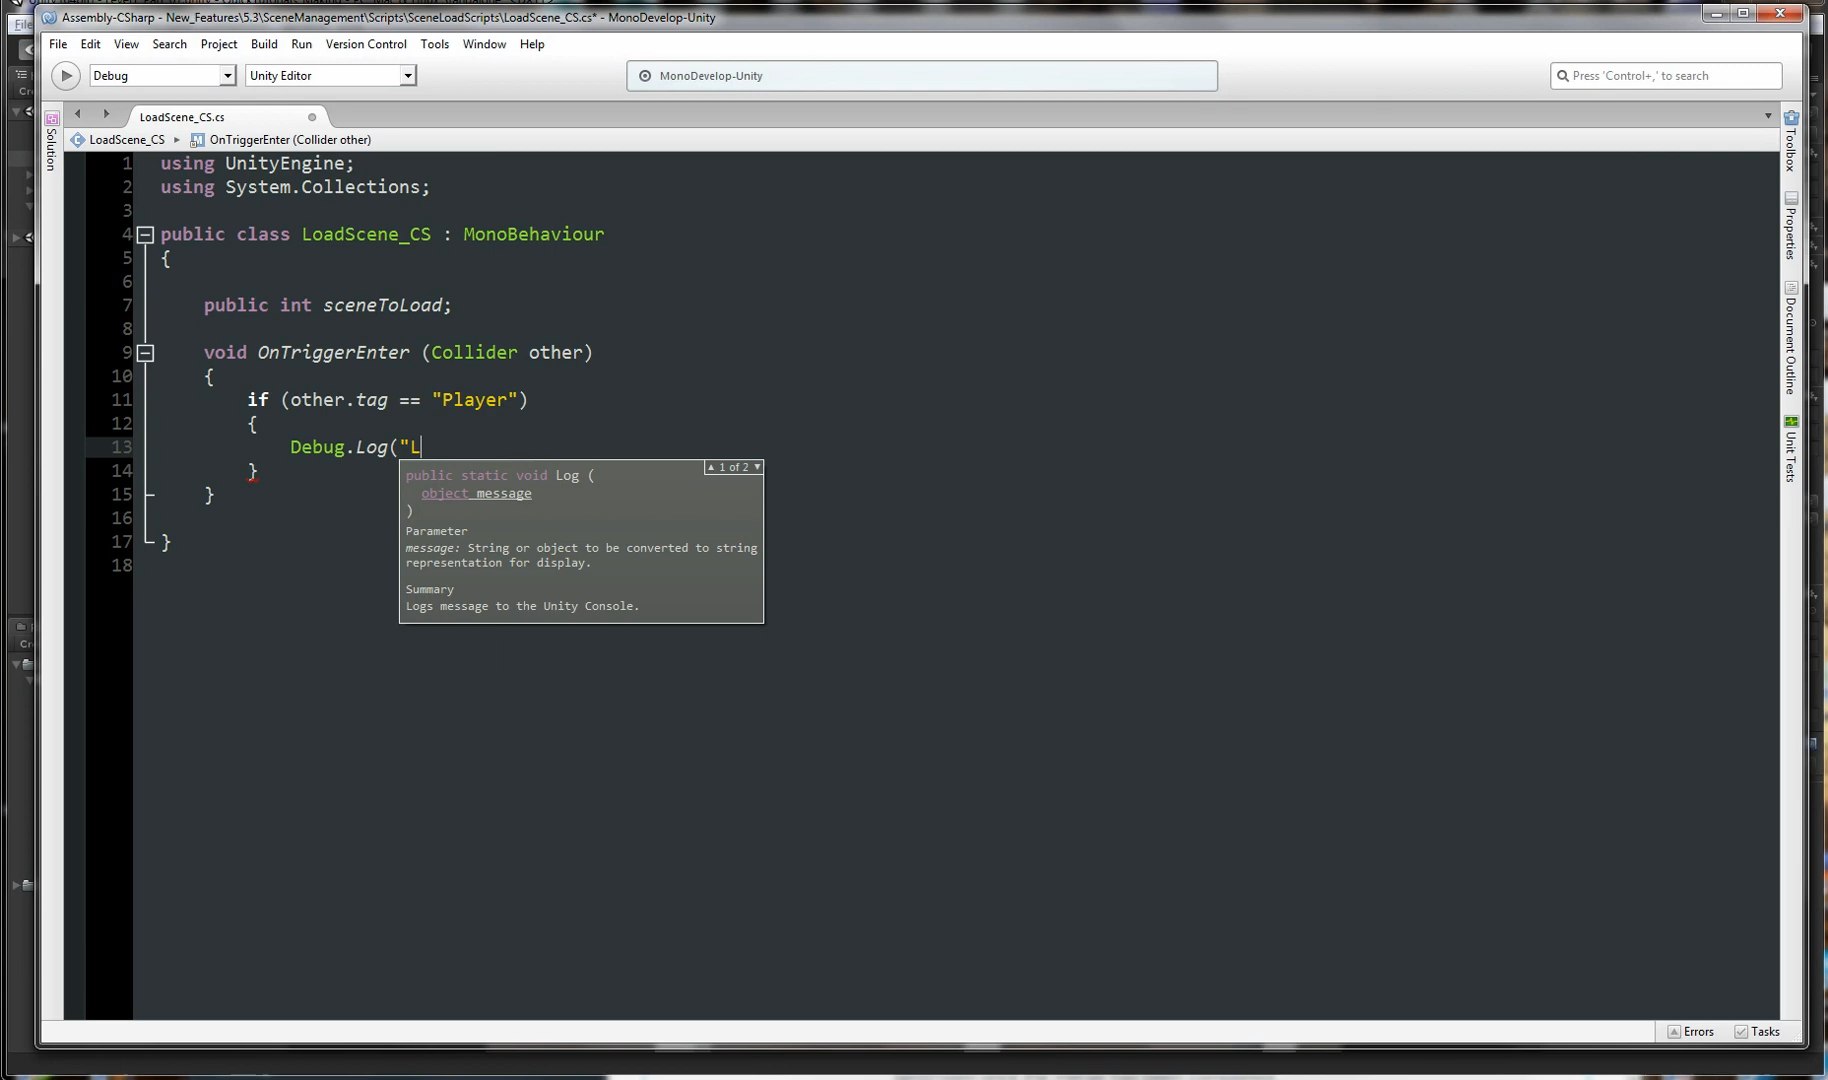 Assembly-CSharp - New_Features\5.3\SceneManagement\Scripts\SceneLoadScripts\LoadScene_CS.cs* - MonoDevelop-Unity
File Edit View Search Project Build Run Version Control Tools Window Help
Debug Unity Editor MonoDevelop-Unity Press 'Control+,' to search
LoadScene_CS.cs
LoadScene_CS OnTriggerEnter (Collider other)
Solution
Toolbox
Properties
Document Outline
Unit Tests
1 using UnityEngine;
2 using System.Collections;
3
4 public class LoadScene_CS : MonoBehaviour
5 {
6
7 public int sceneToLoad;
8
9 void OnTriggerEnter (Collider other)
10 {
11 if (other.tag == "Player")
12 {
13 Debug.Log("L
14 }
15 }
16
17 }
18
1 of 2
public static void Log (
object message
)
Parameter
message: String or object to be converted to string
representation for display.
Summary
Logs message to the Unity Console.
Errors Tasks